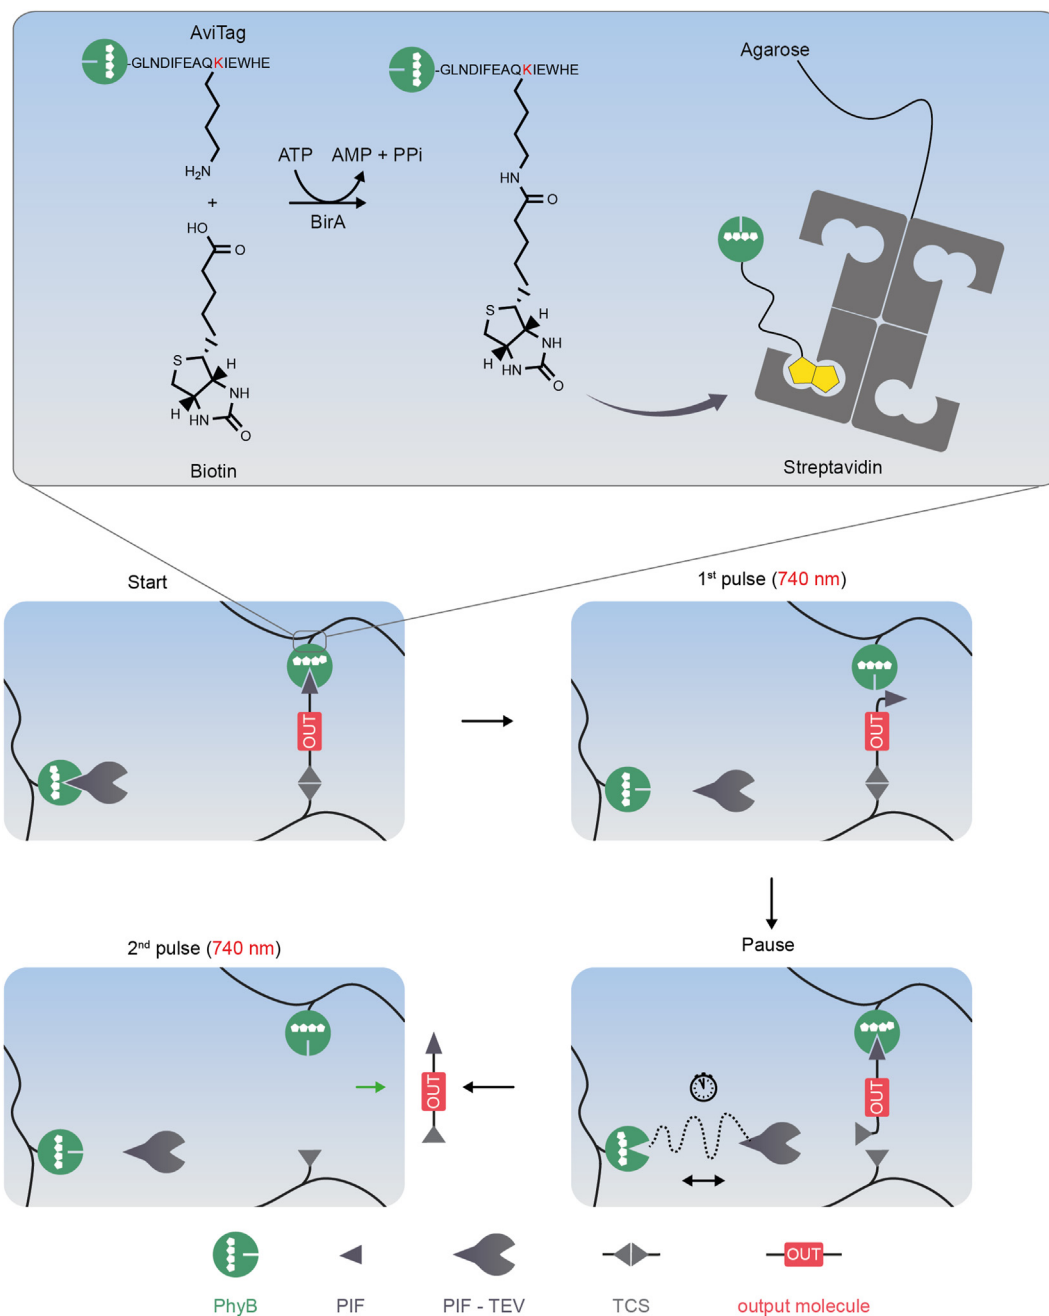 AviTag
-GLNDIFEAQKIEWHE
-GLNDIFEAQKIEWHE
Agarose
H₂N
ATP
AMP + PPi
BirA
+
HO
O
S
H
H
NH
HN
O
Biotin
HN
O
S
H
H
NH
HN
O
Streptavidin
Start
1st pulse (740 nm)
OUT
OUT
2nd pulse (740 nm)
Pause
OUT
OUT
OUT
PhyB
PIF
PIF - TEV
TCS
output molecule